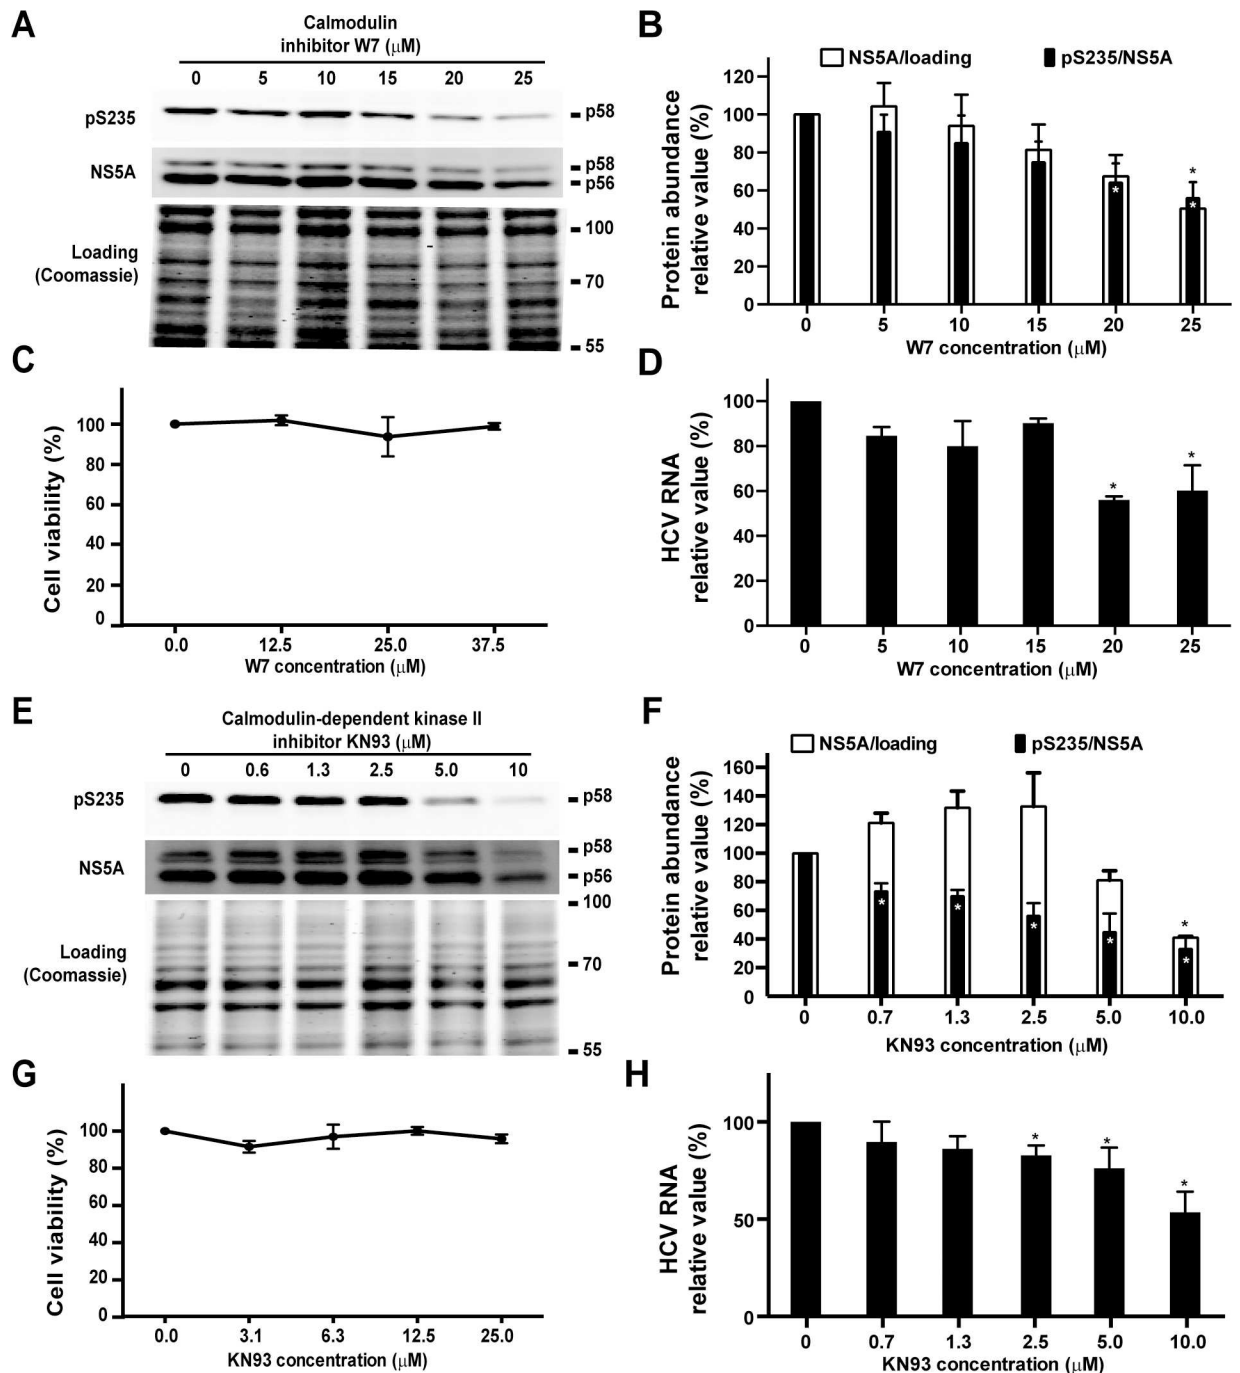 A
Calmodulin
inhibitor W7 (μM)
0 5 10 15 20 25
pS235
p58
NS5A
p58
p56
Loading
(Coomassie)
100
70
55
B
NS5A/loading pS235/NS5A
Protein abundance
relative value (%)
120
100
80
60
40
20
0
* * *
0 5 10 15 20 25
W7 concentration (μM)
C
Cell viability (%)
100
80
60
40
20
0
0.0 12.5 25.0 37.5
W7 concentration (μM)
D
HCV RNA
relative value (%)
100
80
60
40
20
0
* *
0 5 10 15 20 25
W7 concentration (μM)
E
Calmodulin-dependent kinase II
inhibitor KN93 (μM)
0 0.6 1.3 2.5 5.0 10
pS235
p58
NS5A
p58
p56
Loading
(Coomassie)
100
70
55
F
NS5A/loading pS235/NS5A
Protein abundance
relative value (%)
160
140
120
100
80
60
40
20
0
* * * * * *
0 0.7 1.3 2.5 5.0 10.0
KN93 concentration (μM)
G
Cell viability (%)
100
80
60
40
20
0
0.0 3.1 6.3 12.5 25.0
KN93 concentration (μM)
H
HCV RNA
relative value (%)
100
50
0
* * *
0 0.7 1.3 2.5 5.0 10.0
KN93 concentration (μM)